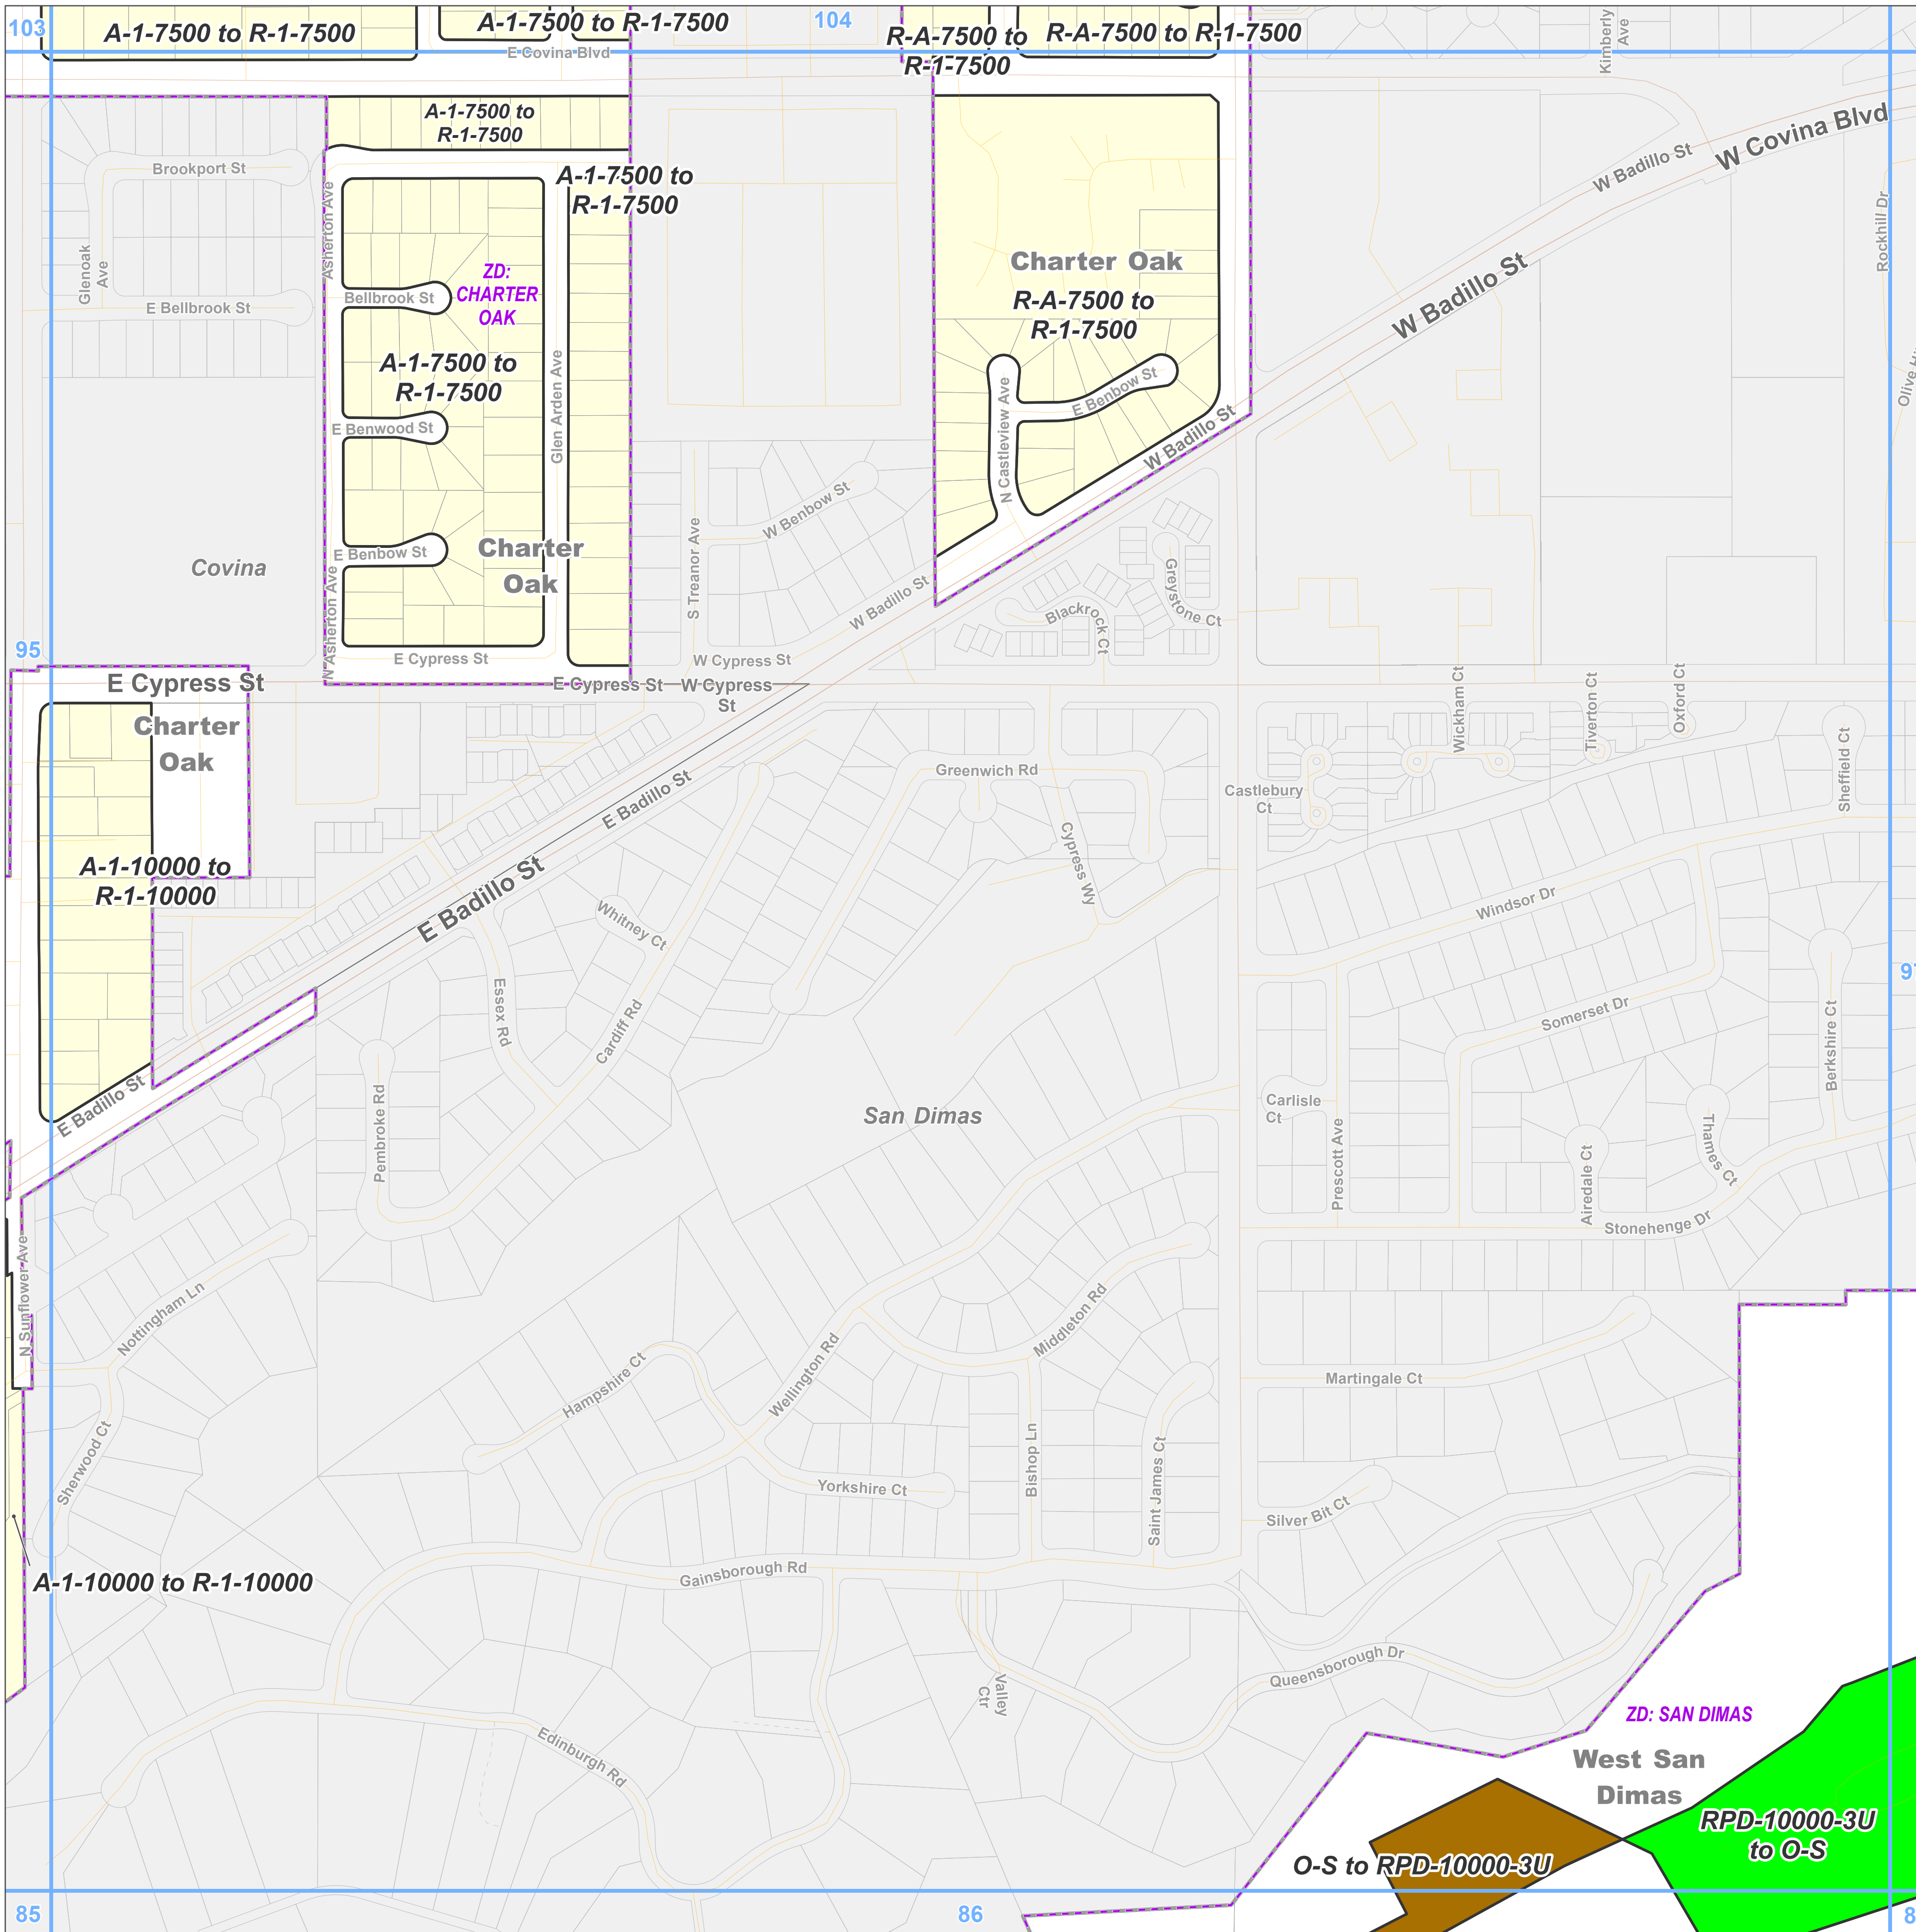 103
A-1-7500 to R-1-7500
A-1-7500 to R-1-7500
E Covina Blvd
104
R-A-7500 to
R-1-7500
R-A-7500 to R-1-7500
Kimberly
Ave
W Covina Blvd
W Badillo St
A-1-7500 to
R-1-7500
Brookport St
Asherton Ave
A-1-7500 to
R-1-7500
Glenoak
Ave
E Bellbrook St
Bellbrook St
ZD:
CHARTER
OAK
Charter Oak
R-A-7500 to
R-1-7500
W Badillo St
Rockhill Dr
A-1-7500 to
R-1-7500
Glen Arden Ave
E Benwood St
N Castleview Ave
E Benbow St
W Badillo St
W Benbow St
E Benbow St
Charter
Oak
Covina
N Asherton Ave
S Treanor Ave
W Badillo St
Greystone Ct
Blackrock Ct
95
E Cypress St
W Cypress St
E Cypress St
E Cypress St
W Cypress
St
Charter
Oak
Wickham Ct
Tiverton Ct
Oxford Ct
Sheffield Ct
Greenwich Rd
Castlebury
Ct
E Badillo St
Cypress Wy
A-1-10000 to
R-1-10000
E Badillo St
Whitney Ct
Windsor Dr
97
Essex Rd
Cardiff Rd
Somerset Dr
Berkshire Ct
E Badillo St
Pembroke Rd
San Dimas
Carlisle
Ct
Prescott Ave
Airedale Ct
Thames Ct
Stonehenge Dr
N Sunflower Ave
Nottingham Ln
Middleton Rd
Hampshire Ct
Wellington Rd
Martingale Ct
Sherwood Ct
Yorkshire Ct
Bishop Ln
Saint James Ct
Silver Bit Ct
A-1-10000 to R-1-10000
Gainsborough Rd
Valley
Ctr
Queensborough Dr
Edinburgh Rd
ZD: SAN DIMAS
West San
Dimas
RPD-10000-3U
to O-S
O-S to RPD-10000-3U
85
86